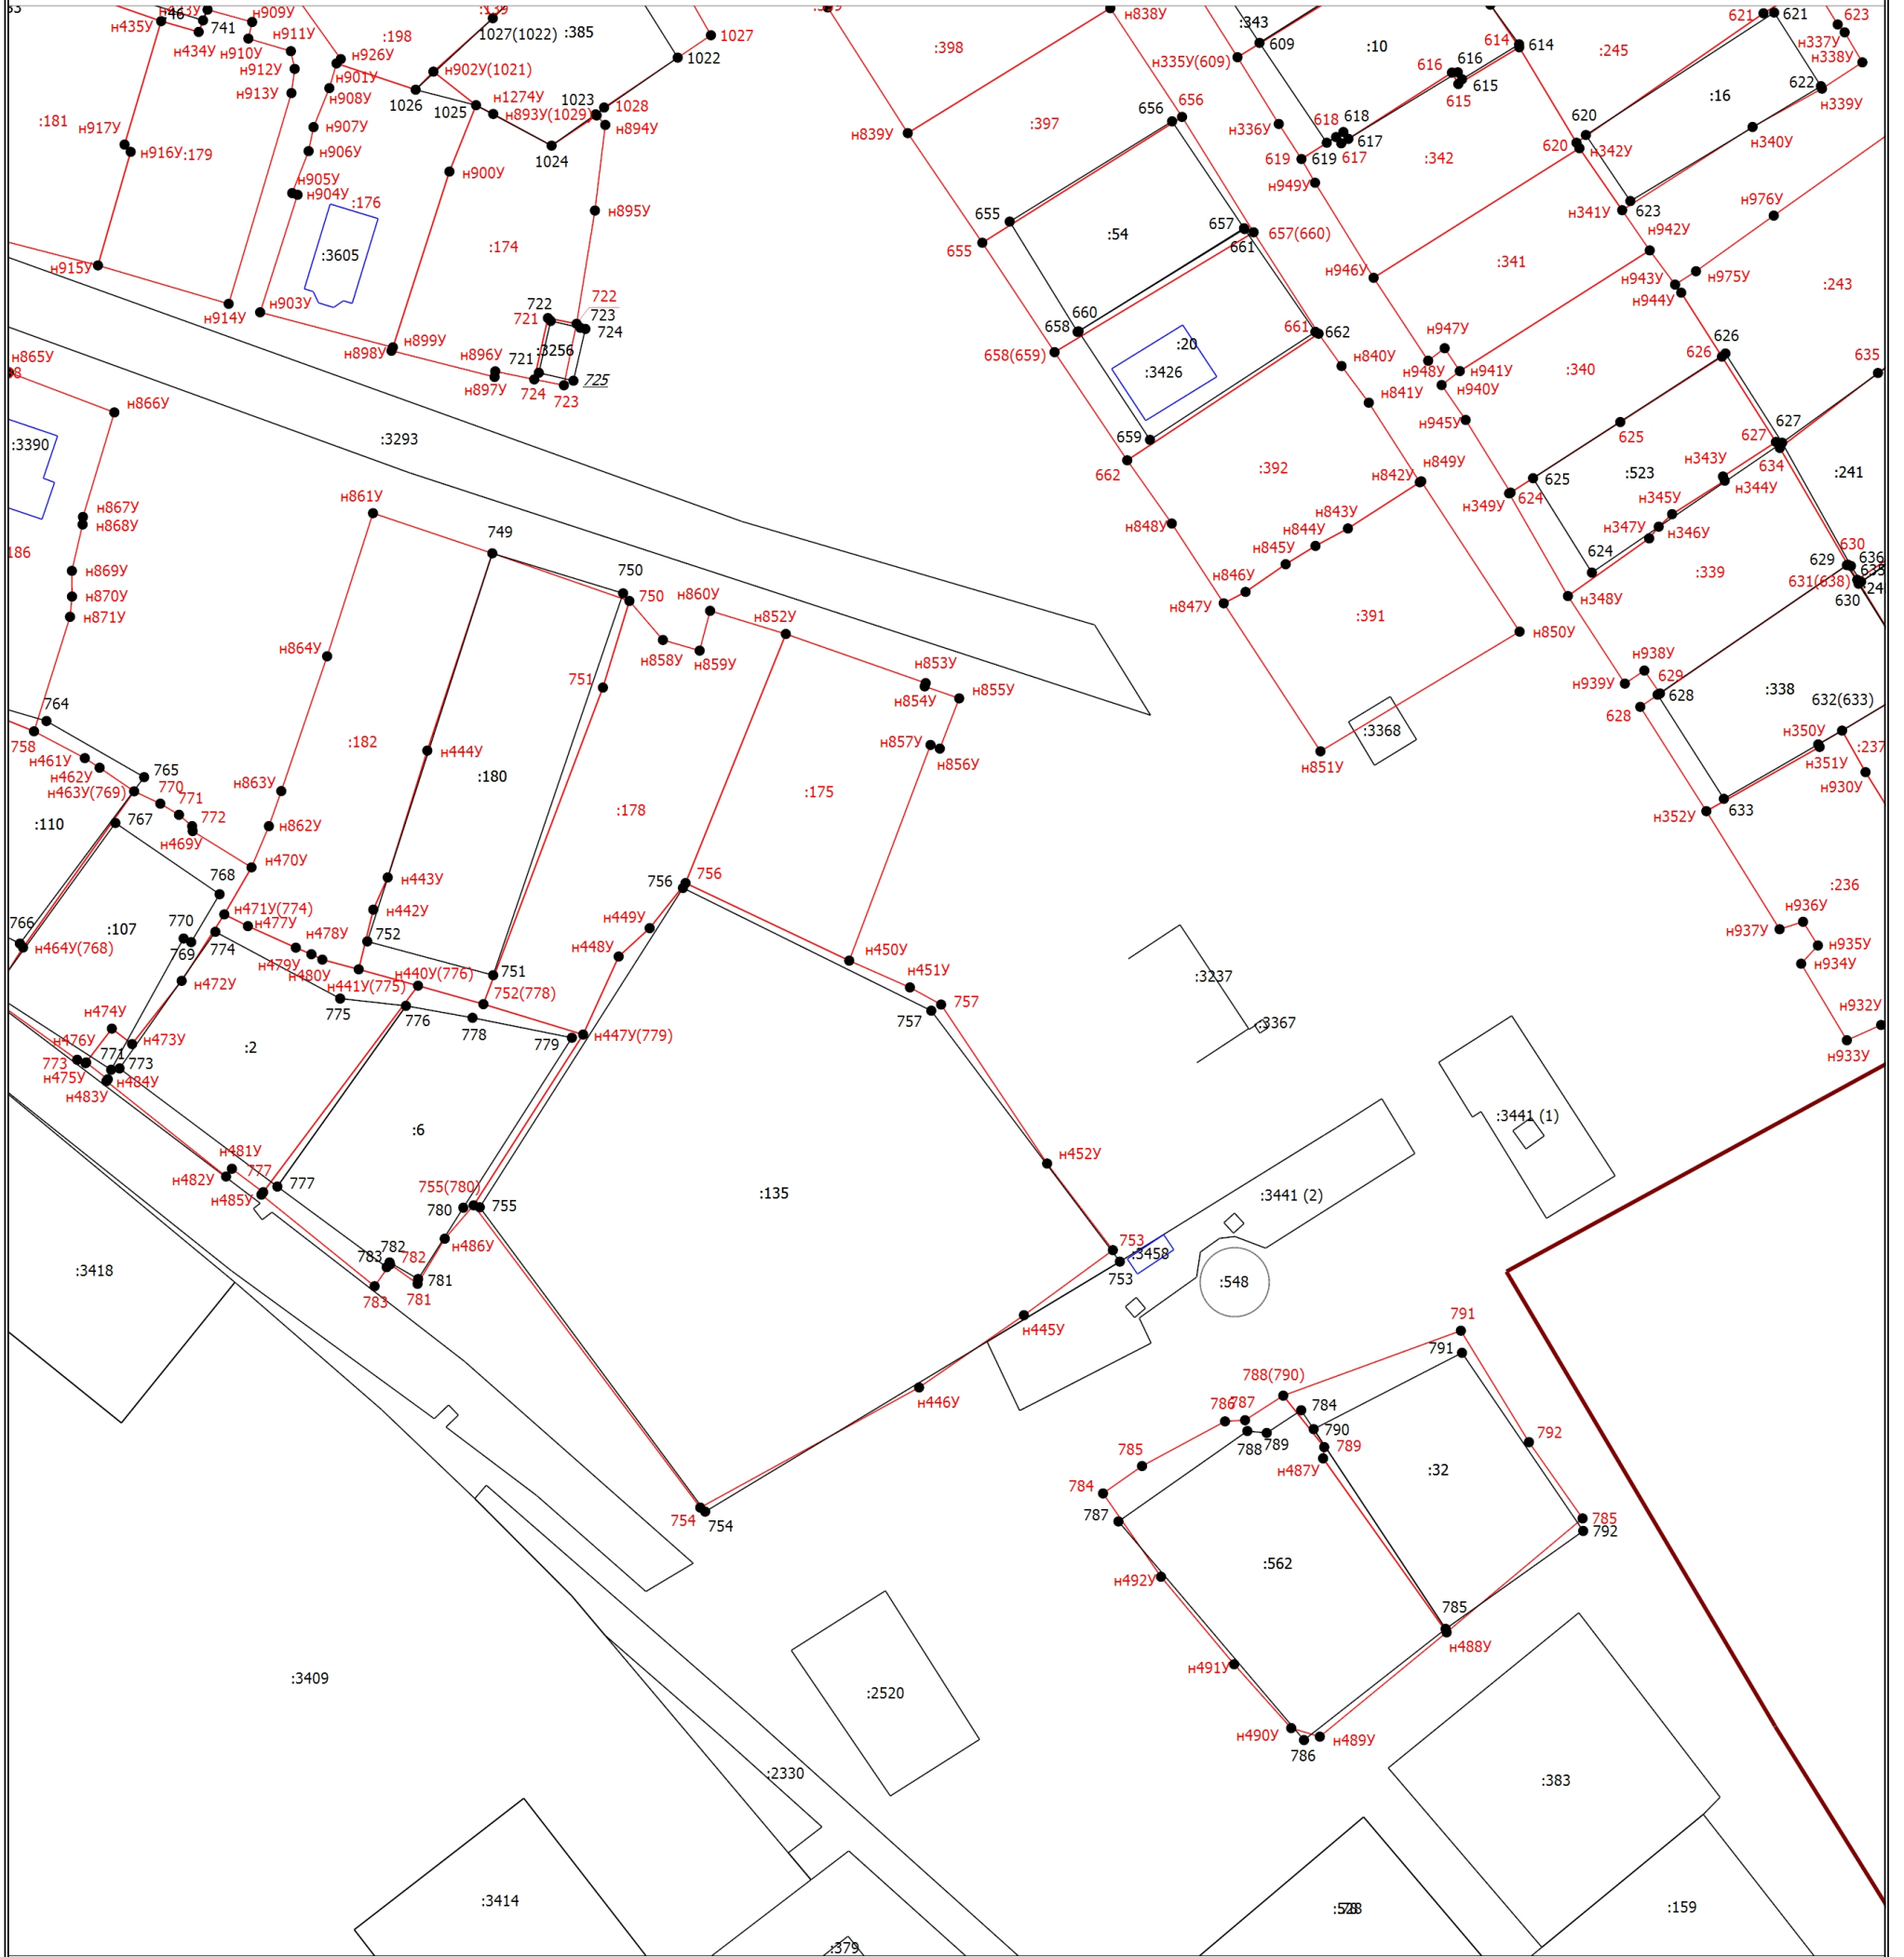 н435У
741
н434У
н909У
н910У
н911У
н912У
н913У
:198
н926У
н901У
н908У
н902У(1021)
1026
1025
1027(1022)
:385
1027
1022
н1274У
1023
1028
н893У(1029)
н894У
1024
:398
н838У
:343
609
н335У(609)
:10
614
614
616
616
615
615
:245
621
621
623
н337У
н338У
622
н339У
:16
:181
н917У
н916У
:179
н907У
н906У
н905У
н904У
:176
:3605
н900У
н895У
:174
н839У
:397
656
656
н336У
618
618
619
619
617
617
:342
н949У
620
620
н342У
н340У
н341У
623
н976У
н942У
655
655
:54
657
657(660)
661
н946У
:341
н943У
н975У
н944У
:243
н915У
н914У
н903У
н899У
н898У
722
722
721
723
724
721
:3256
н896У
н897У
724
723
725
658
660
658(659)
:20
:3426
661
662
н840У
н841У
н947У
н948У
н941У
н940У
н945У
:340
626
626
635
н865У
н866У
:3390
:3293
659
662
:392
н842У
н849У
н349У
624
625
625
:523
627
627
634
н343У
н344У
:241
н345У
н347У
н346У
н867У
н868У
186
н869У
н870У
н871У
н861У
749
750
750
н860У
н852У
н858У
н859У
н848У
н843У
н844У
н845У
н846У
н847У
:391
н850У
624
н348У
:339
629
630
636
631(638)
630
н938У
н939У
629
628
628
:338
632(633)
н350У
н351У
:237
н930У
н864У
751
н853У
н854У
н855У
н857У
н856У
:3368
н851У
764
758
н461У
н462У
765
н463У(769)
770
771
772
н469У
:182
н444У
:180
н863У
н862У
:178
:175
н352У
633
:110
767
н470У
768
н443У
н442У
756
756
н449У
н448У
:236
н936У
н937У
н935У
н934У
н932У
н933У
766
н464У(768)
:107
н471У(774)
н477У
770
769
774
н478У
н479У
н480У
752
н441У(775)
н440У(776)
751
752(778)
н450У
н451У
757
757
:3237
:3367
н472У
н474У
н476У
н473У
773
771
773
н475У
н484У
н483У
:2
775
776
778
779
н447У(779)
:6
:3441 (1)
н481У
н482У
777
777
н485У
755(780)
780
755
н486У
:135
н452У
:3441 (2)
753
753
:3458
:548
:3418
782
782
783
783
781
781
н445У
н446У
791
791
788(790)
786
787
784
790
788
789
789
н487У
785
784
787
792
:32
785
792
754
754
:562
н492У
785
н488У
н491У
:3409
:2520
н490У
786
н489У
:2330
:383
:3414
:379
:159